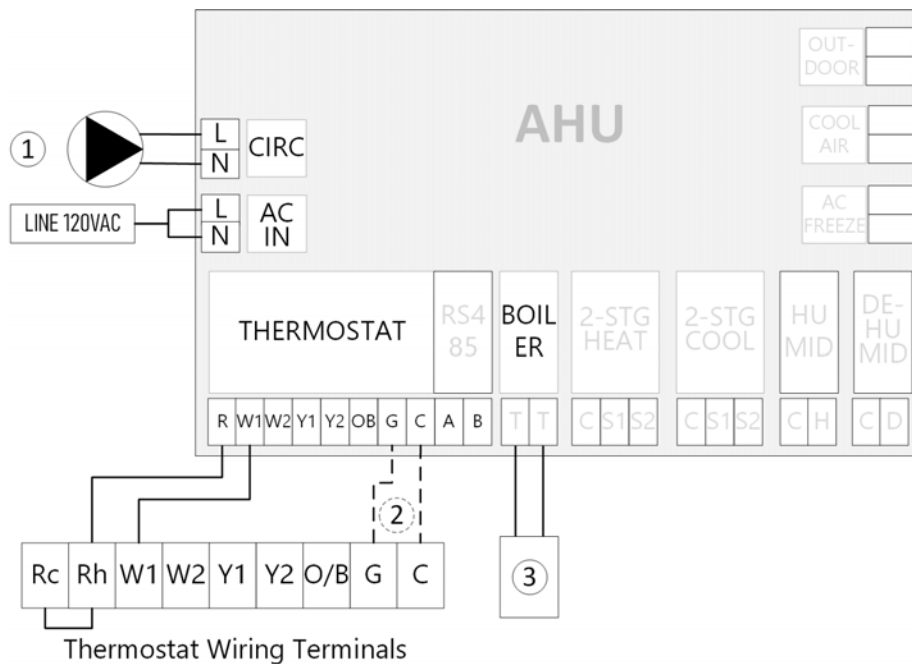 OUT-
DOOR
AHU
1
L
N
CIRC
COOL
AIR
LINE 120VAC
L
N
AC
IN
AC
FREEZE
THERMOSTAT
RS4
85
BOIL
ER
2-STG
HEAT
2-STG
COOL
HU
MID
DE-
HU
MID
R W1 W2 Y1 Y2 OB G C A B T T C S1 S2 C S1 S2 C H C D
2
Rc Rh W1 W2 Y1 Y2 O/B G C
3
Thermostat Wiring Terminals